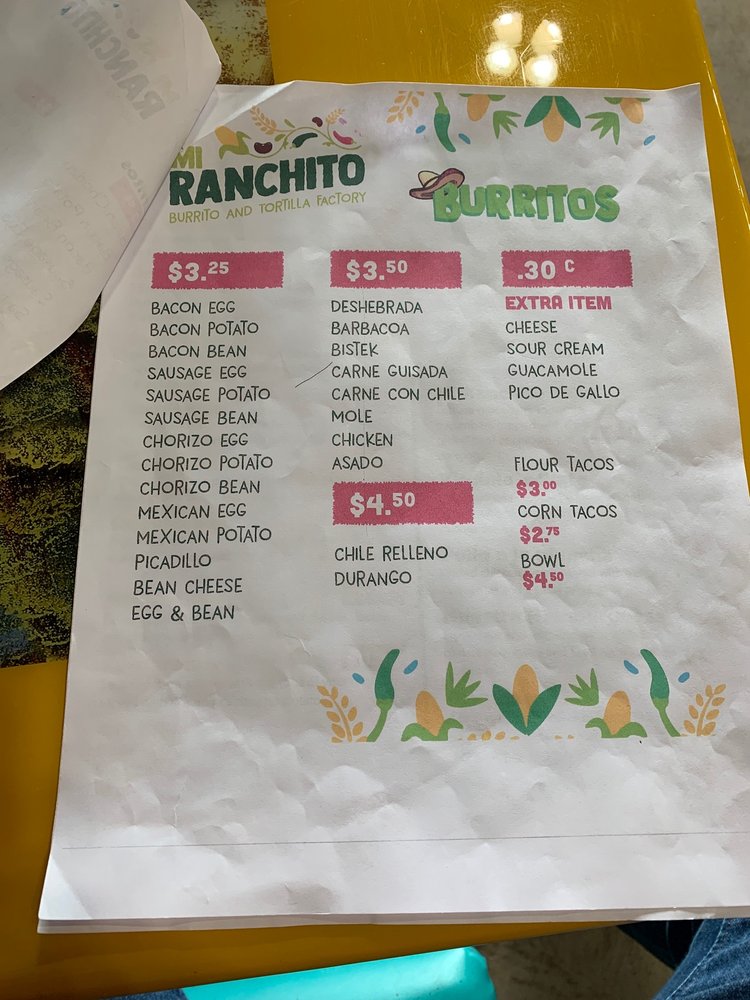 MI
RANCHITO
BURRITO AND TORTILLA FACTORY
BURRITOS
$3.25
BACON EGG
BACON POTATO
BACON BEAN
SAUSAGE EGG
SAUSAGE POTATO
SAUSAGE BEAN
CHORIZO EGG
CHORIZO POTATO
CHORIZO BEAN
MEXICAN EGG
MEXICAN POTATO
PICADILLO
BEAN CHEESE
EGG & BEAN
$3.50
DESHEBRADA
BARBACOA
BISTEK
CARNE GUISADA
CARNE CON CHILE
MOLE
CHICKEN
ASADO
$4.50
CHILE RELLENO
DURANGO
.30 C
EXTRA ITEM
CHEESE
SOUR CREAM
GUACAMOLE
PICO DE GALLO
FLOUR TACOS
$3.00
CORN TACOS
$2.75
BOWL
$4.50